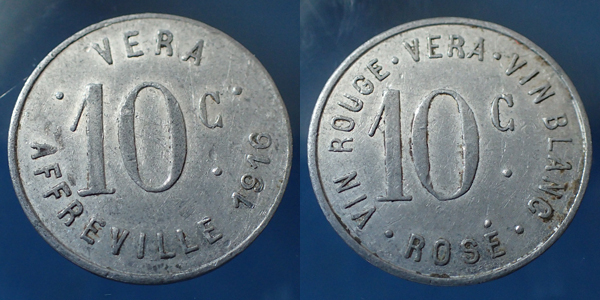 VERA
10 C
AFFREVILLE 1916
VIN ROUGE · VERA · VIN BLANC
10 C
· ROSE ·